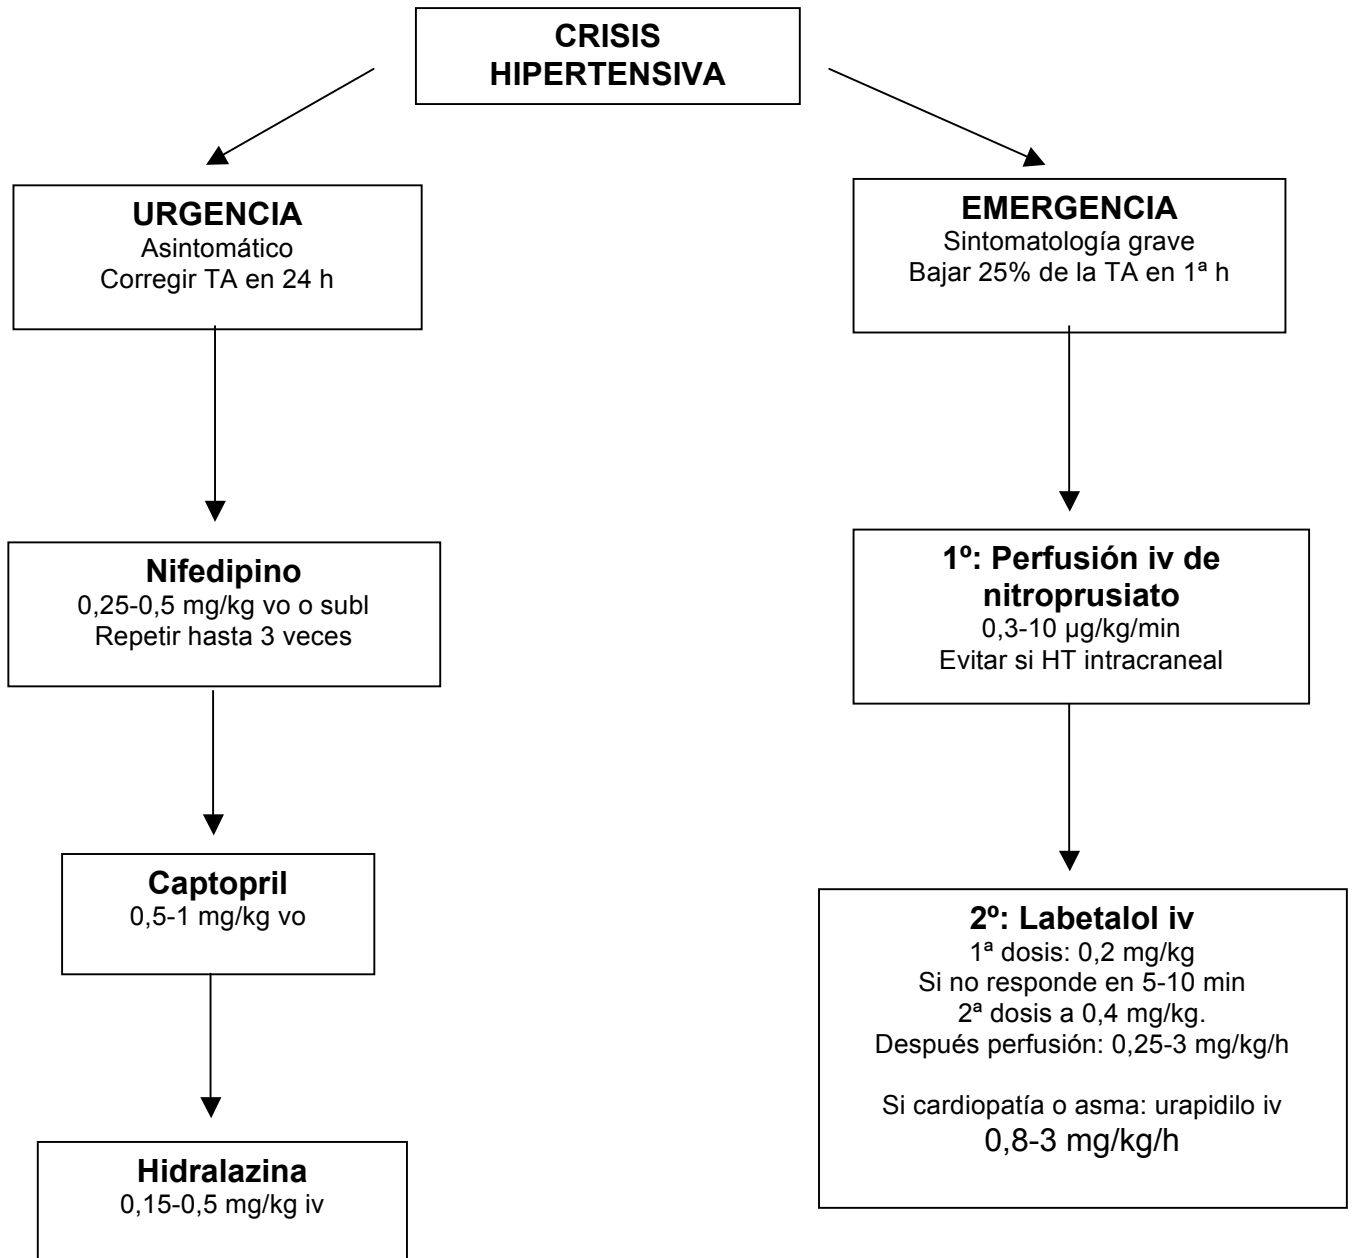 CRISIS
HIPERTENSIVA
URGENCIA
Asintomático
Corregir TA en 24 h
EMERGENCIA
Sintomatología grave
Bajar 25% de la TA en 1ª h
Nifedipino
0,25-0,5 mg/kg vo o subl
Repetir hasta 3 veces
1º: Perfusión iv de
nitroprusiato
0,3-10 µg/kg/min
Evitar si HT intracraneal
Captopril
0,5-1 mg/kg vo
2º: Labetalol iv
1ª dosis: 0,2 mg/kg
Si no responde en 5-10 min
2ª dosis a 0,4 mg/kg.
Después perfusión: 0,25-3 mg/kg/h
Si cardiopatía o asma: urapidilo iv
0,8-3 mg/kg/h
Hidralazina
0,15-0,5 mg/kg iv